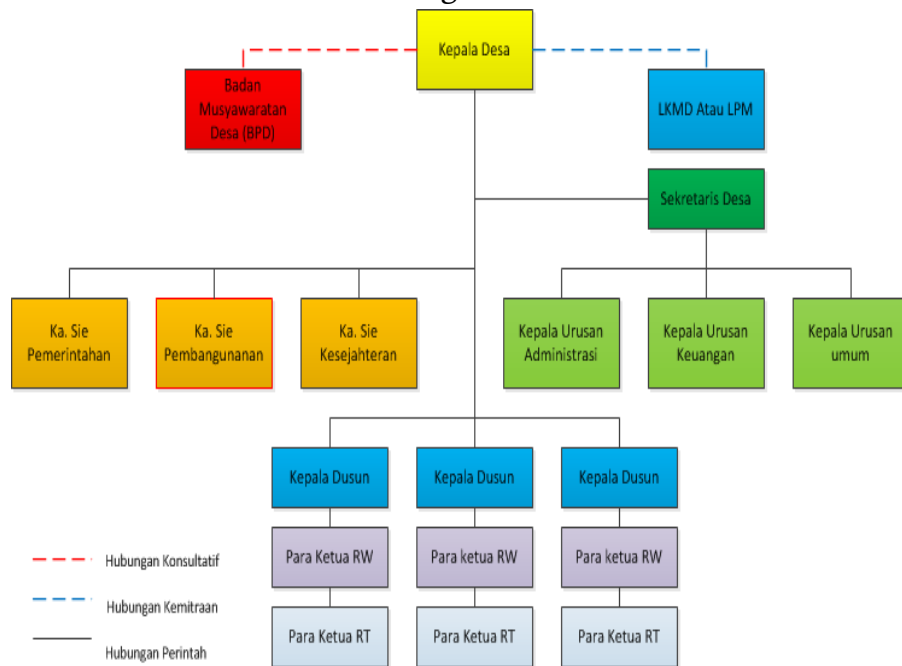 Kepala Desa
Badan
Musyawaratan
Desa (BPD)
LKMD Atau LPM
Sekretaris Desa
Ka. Sie
Pemerintahan
Ka. Sie
Pembangunanan
Ka. Sie
Kesejahteran
Kepala Urusan
Administrasi
Kepala Urusan
Keuangan
Kepala Urusan
umum
Kepala Dusun
Kepala Dusun
Kepala Dusun
Para Ketua RW
Para ketua RW
Para ketua RW
Para Ketua RT
Para Ketua RT
Para Ketua RT
Hubungan Konsultatif
Hubungan Kemitraan
Hubungan Perintah